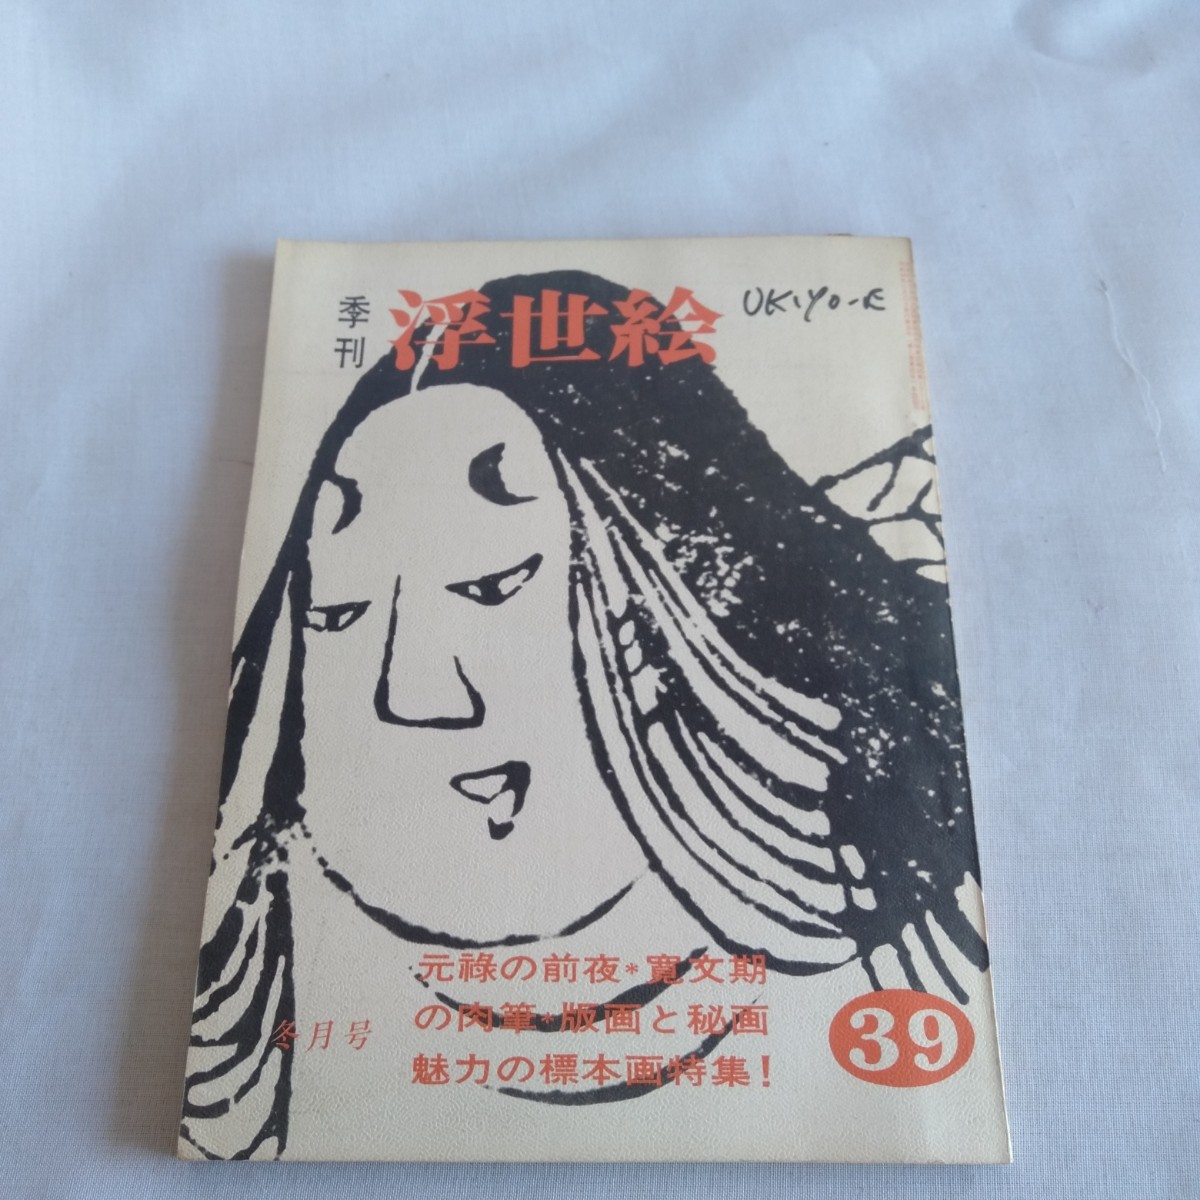 季刊
浮世絵
UKiYO-E
元祿の前夜*寛文期
の肉筆*版画と秘画
魅力の標本画特集!
冬月号
39